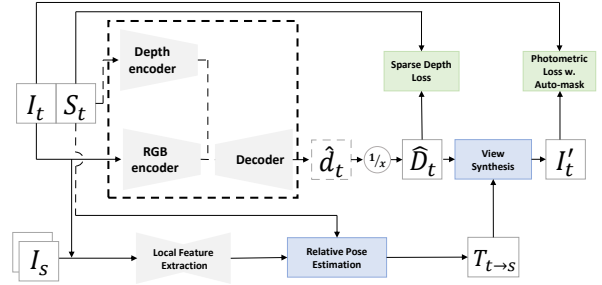 Depth
encoder
Sparse Depth
Loss
Photometric
Loss w.
Auto-mask
I_t S_t
RGB
encoder
Decoder
d̂_t
1/x
D̂_t
View
Synthesis
I'_t
I_s
Local Feature
Extraction
Relative Pose
Estimation
T_{t→s}